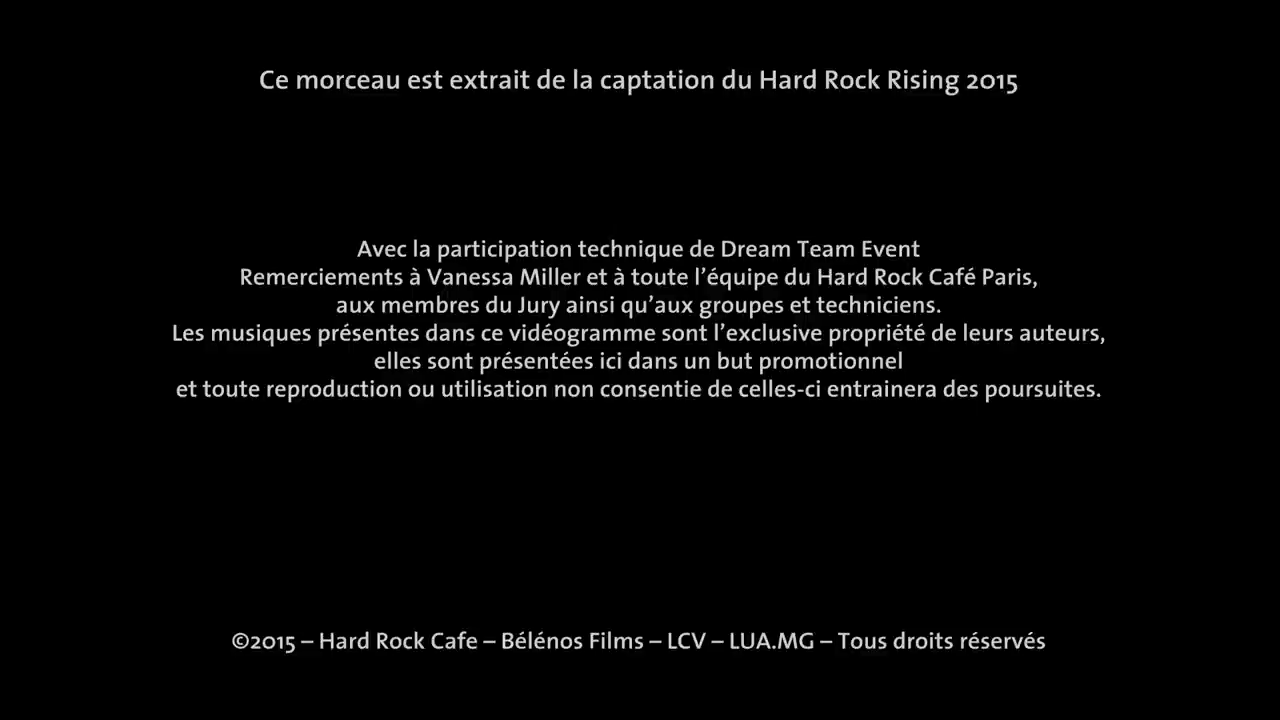 Ce morceau est extrait de la captation du Hard Rock Rising 2015
Avec la participation technique de Dream Team Event
Remerciements à Vanessa Miller et à toute l'équipe du Hard Rock Café Paris,
aux membres du Jury ainsi qu'aux groupes et techniciens.
Les musiques présentes dans ce vidéogramme sont l'exclusive propriété de leurs auteurs,
elles sont présentées ici dans un but promotionnel
et toute reproduction ou utilisation non consentie de celles-ci entrainera des poursuites.
©2015 – Hard Rock Cafe – Bélénos Films – LCV – LUA.MG – Tous droits réservés